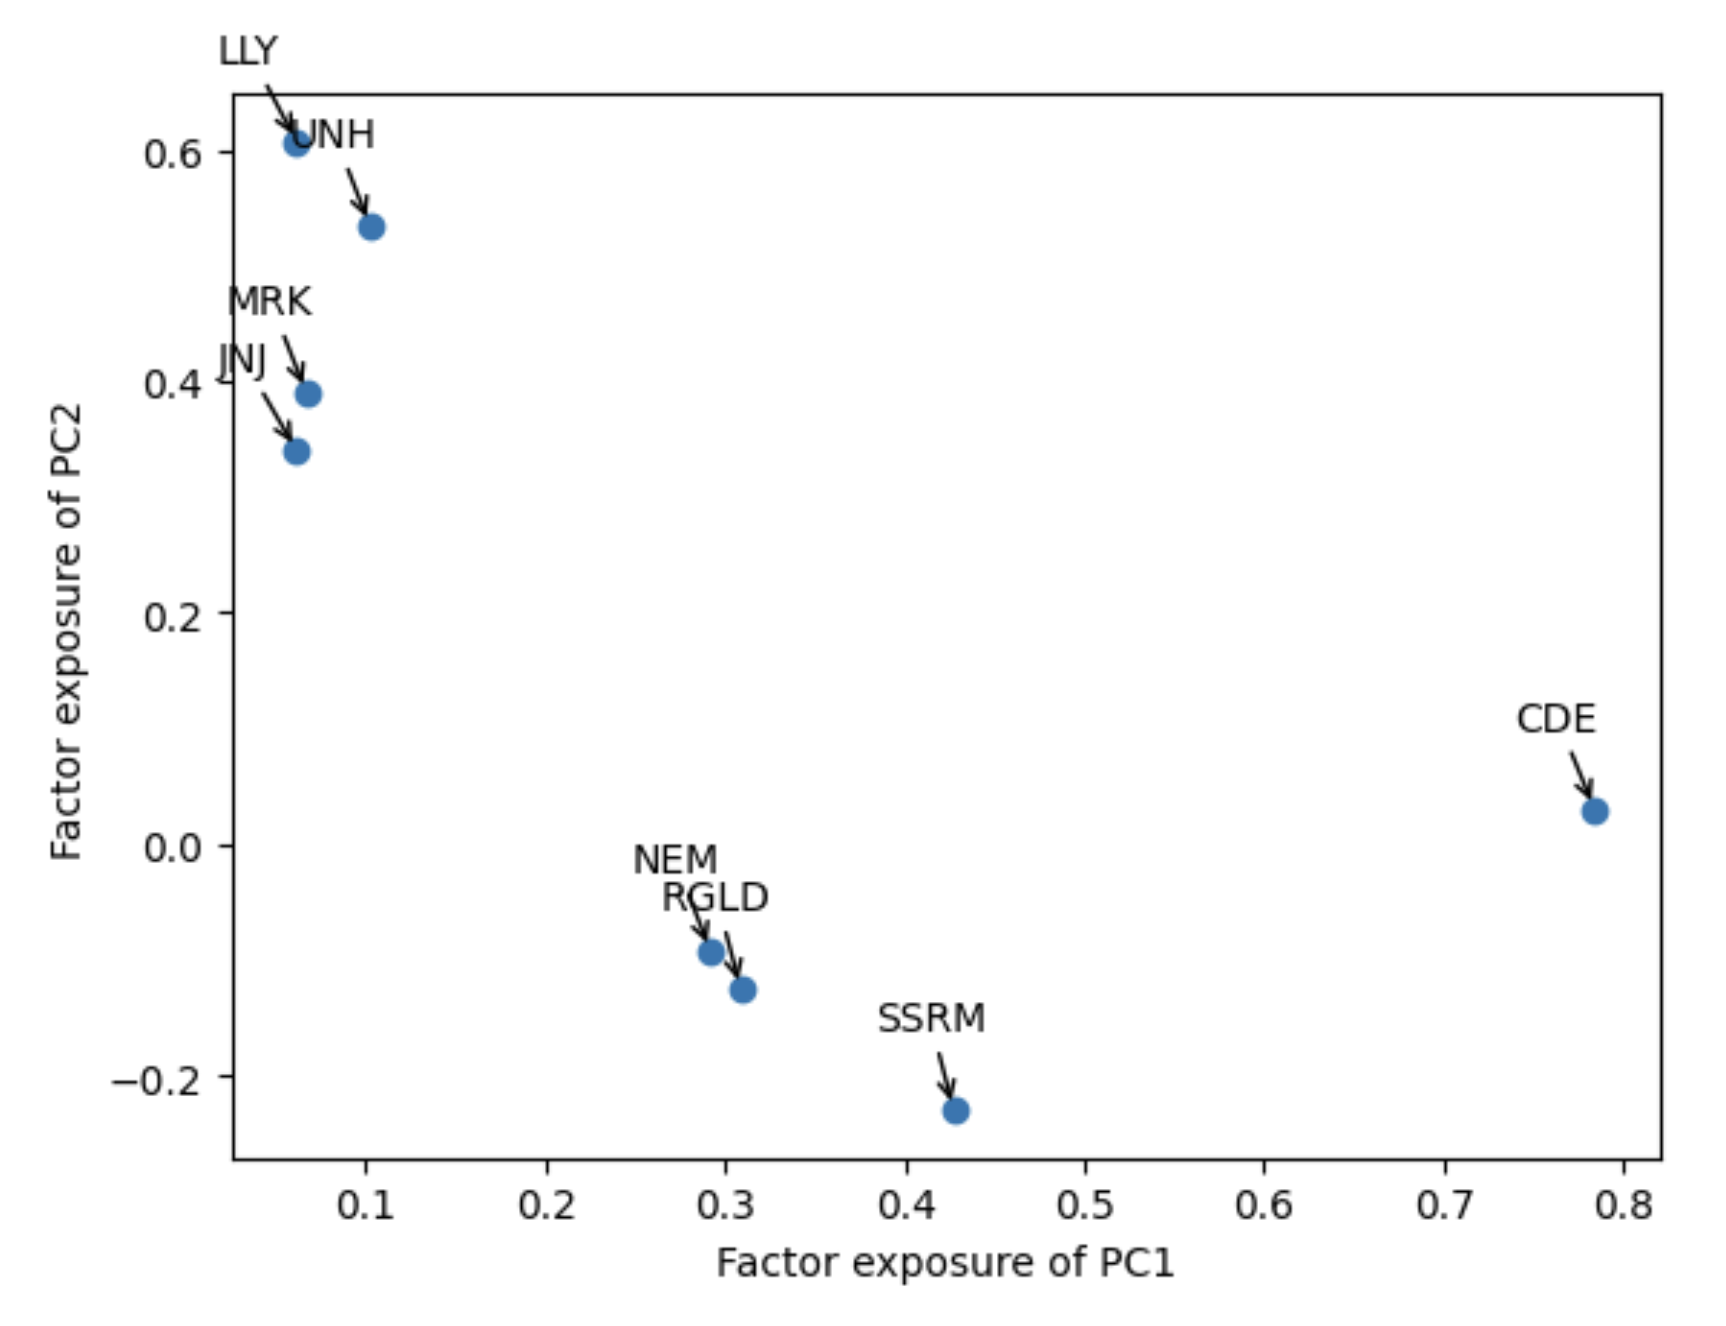 LLY
UNH
0.6
MRK
JNJ
0.4
Factor exposure of PC2
0.2
CDE
0.0
NEM
RGLD
SSRM
−0.2
0.1 0.2 0.3 0.4 0.5 0.6 0.7 0.8
Factor exposure of PC1